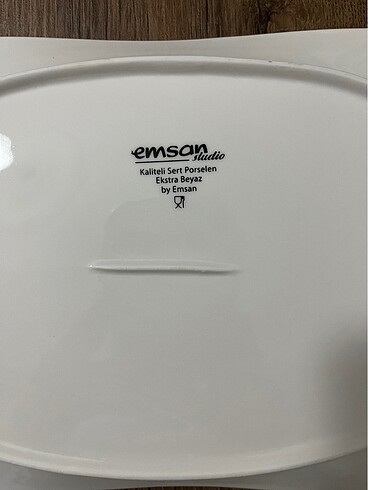 emsan
studio
Kaliteli Sert Porselen
Ekstra Beyaz
by Emsan